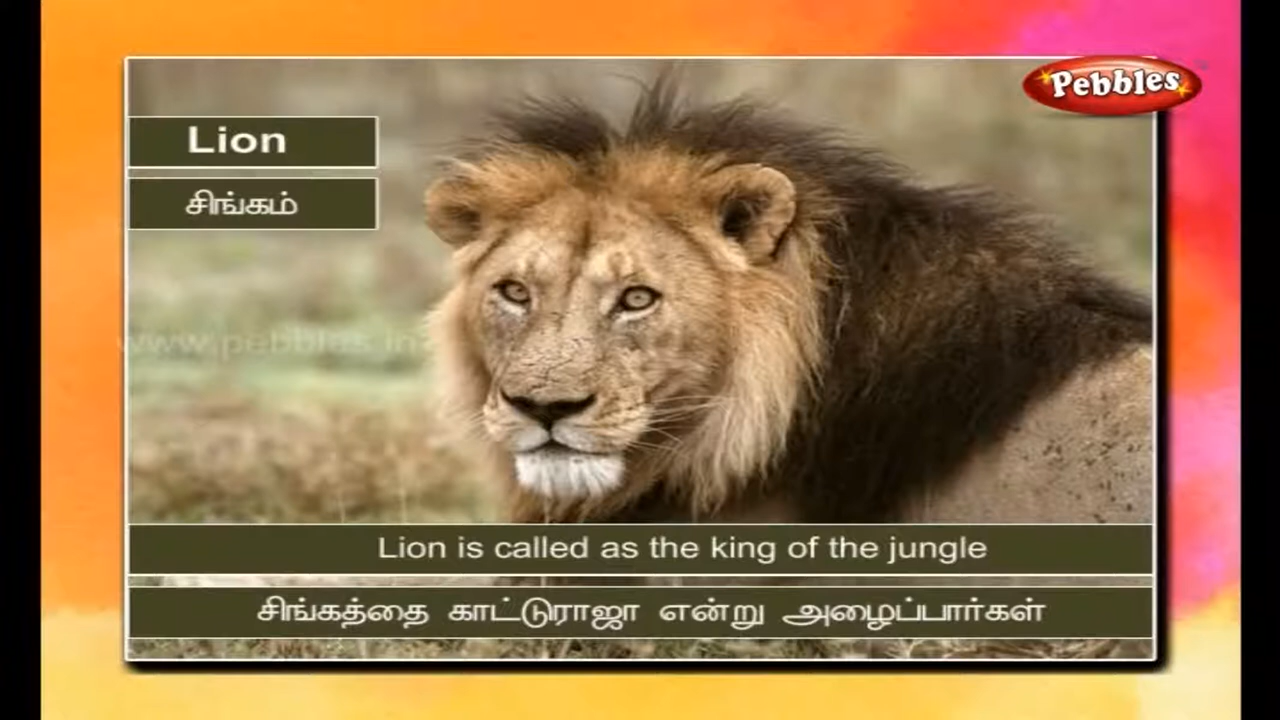 Pebbles
Lion
சிங்கம்
www.pebbles.in
Lion is called as the king of the jungle
சிங்கத்தை காட்டுராஜா என்று அழைப்பார்கள்